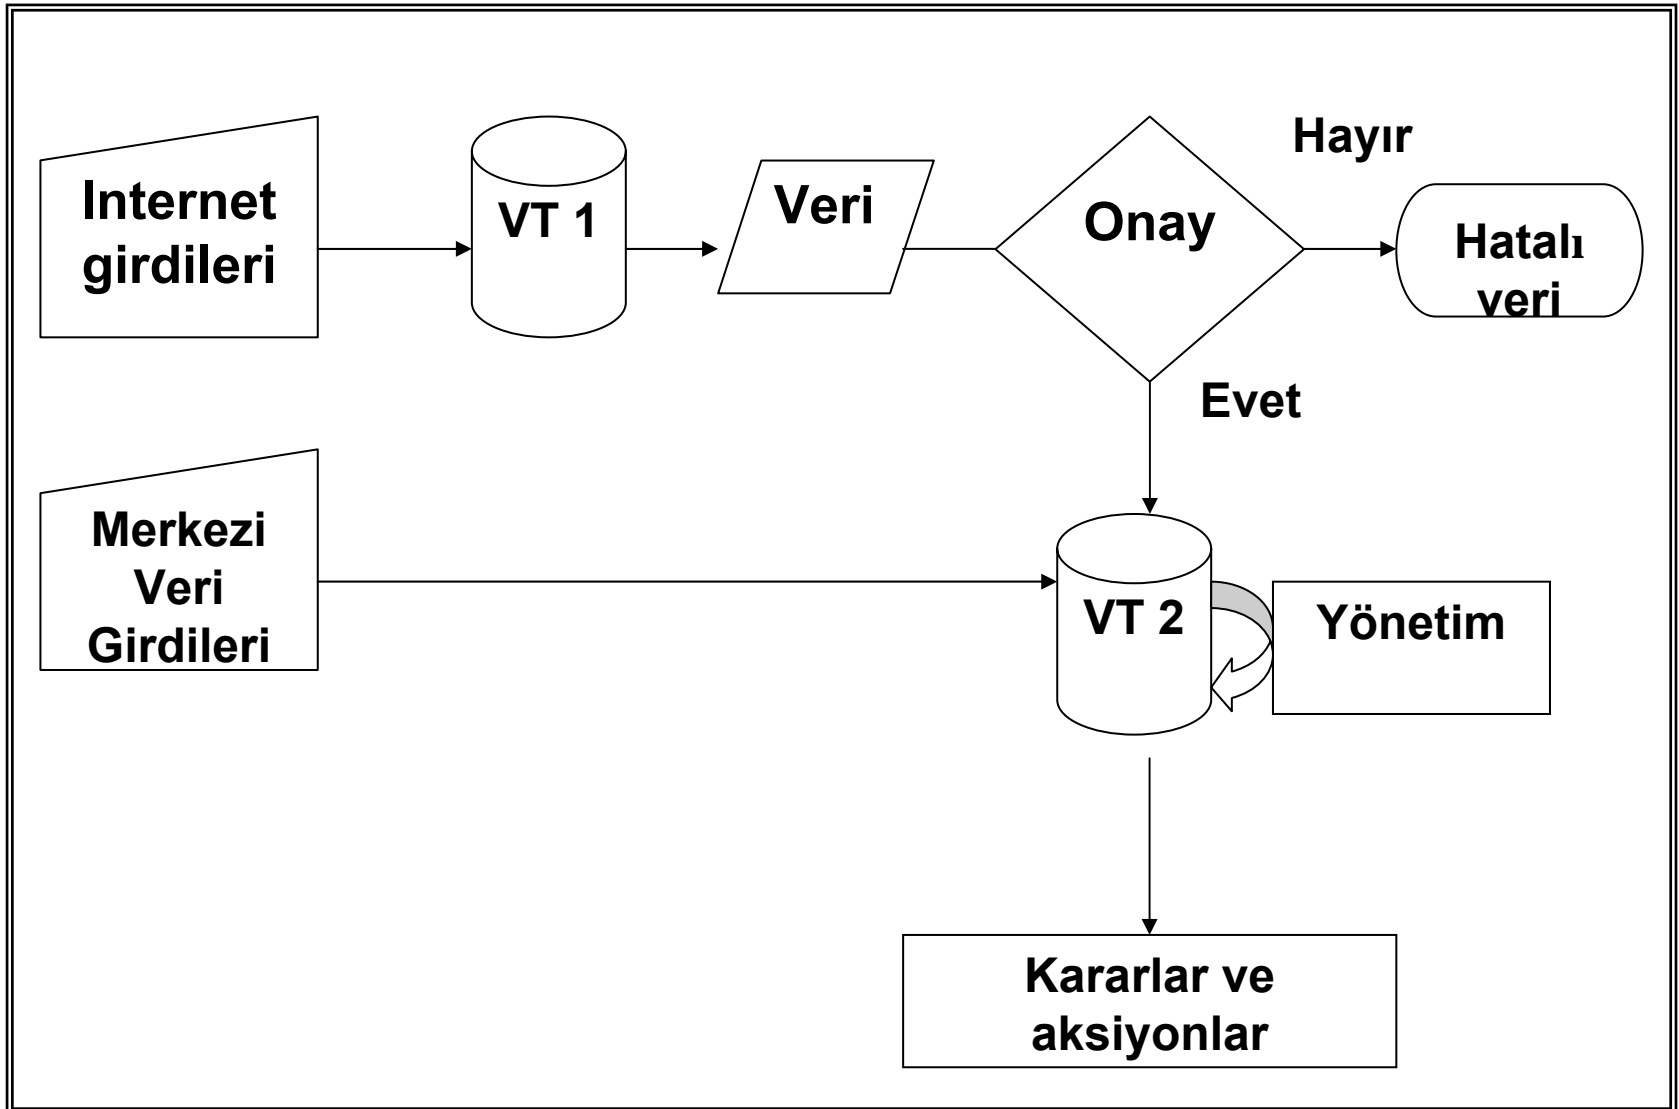 Internet
girdileri
VT 1
Veri
Onay
Hayır
Hatalı
veri
Evet
Merkezi
Veri
Girdileri
VT 2
Yönetim
Kararlar ve
aksiyonlar